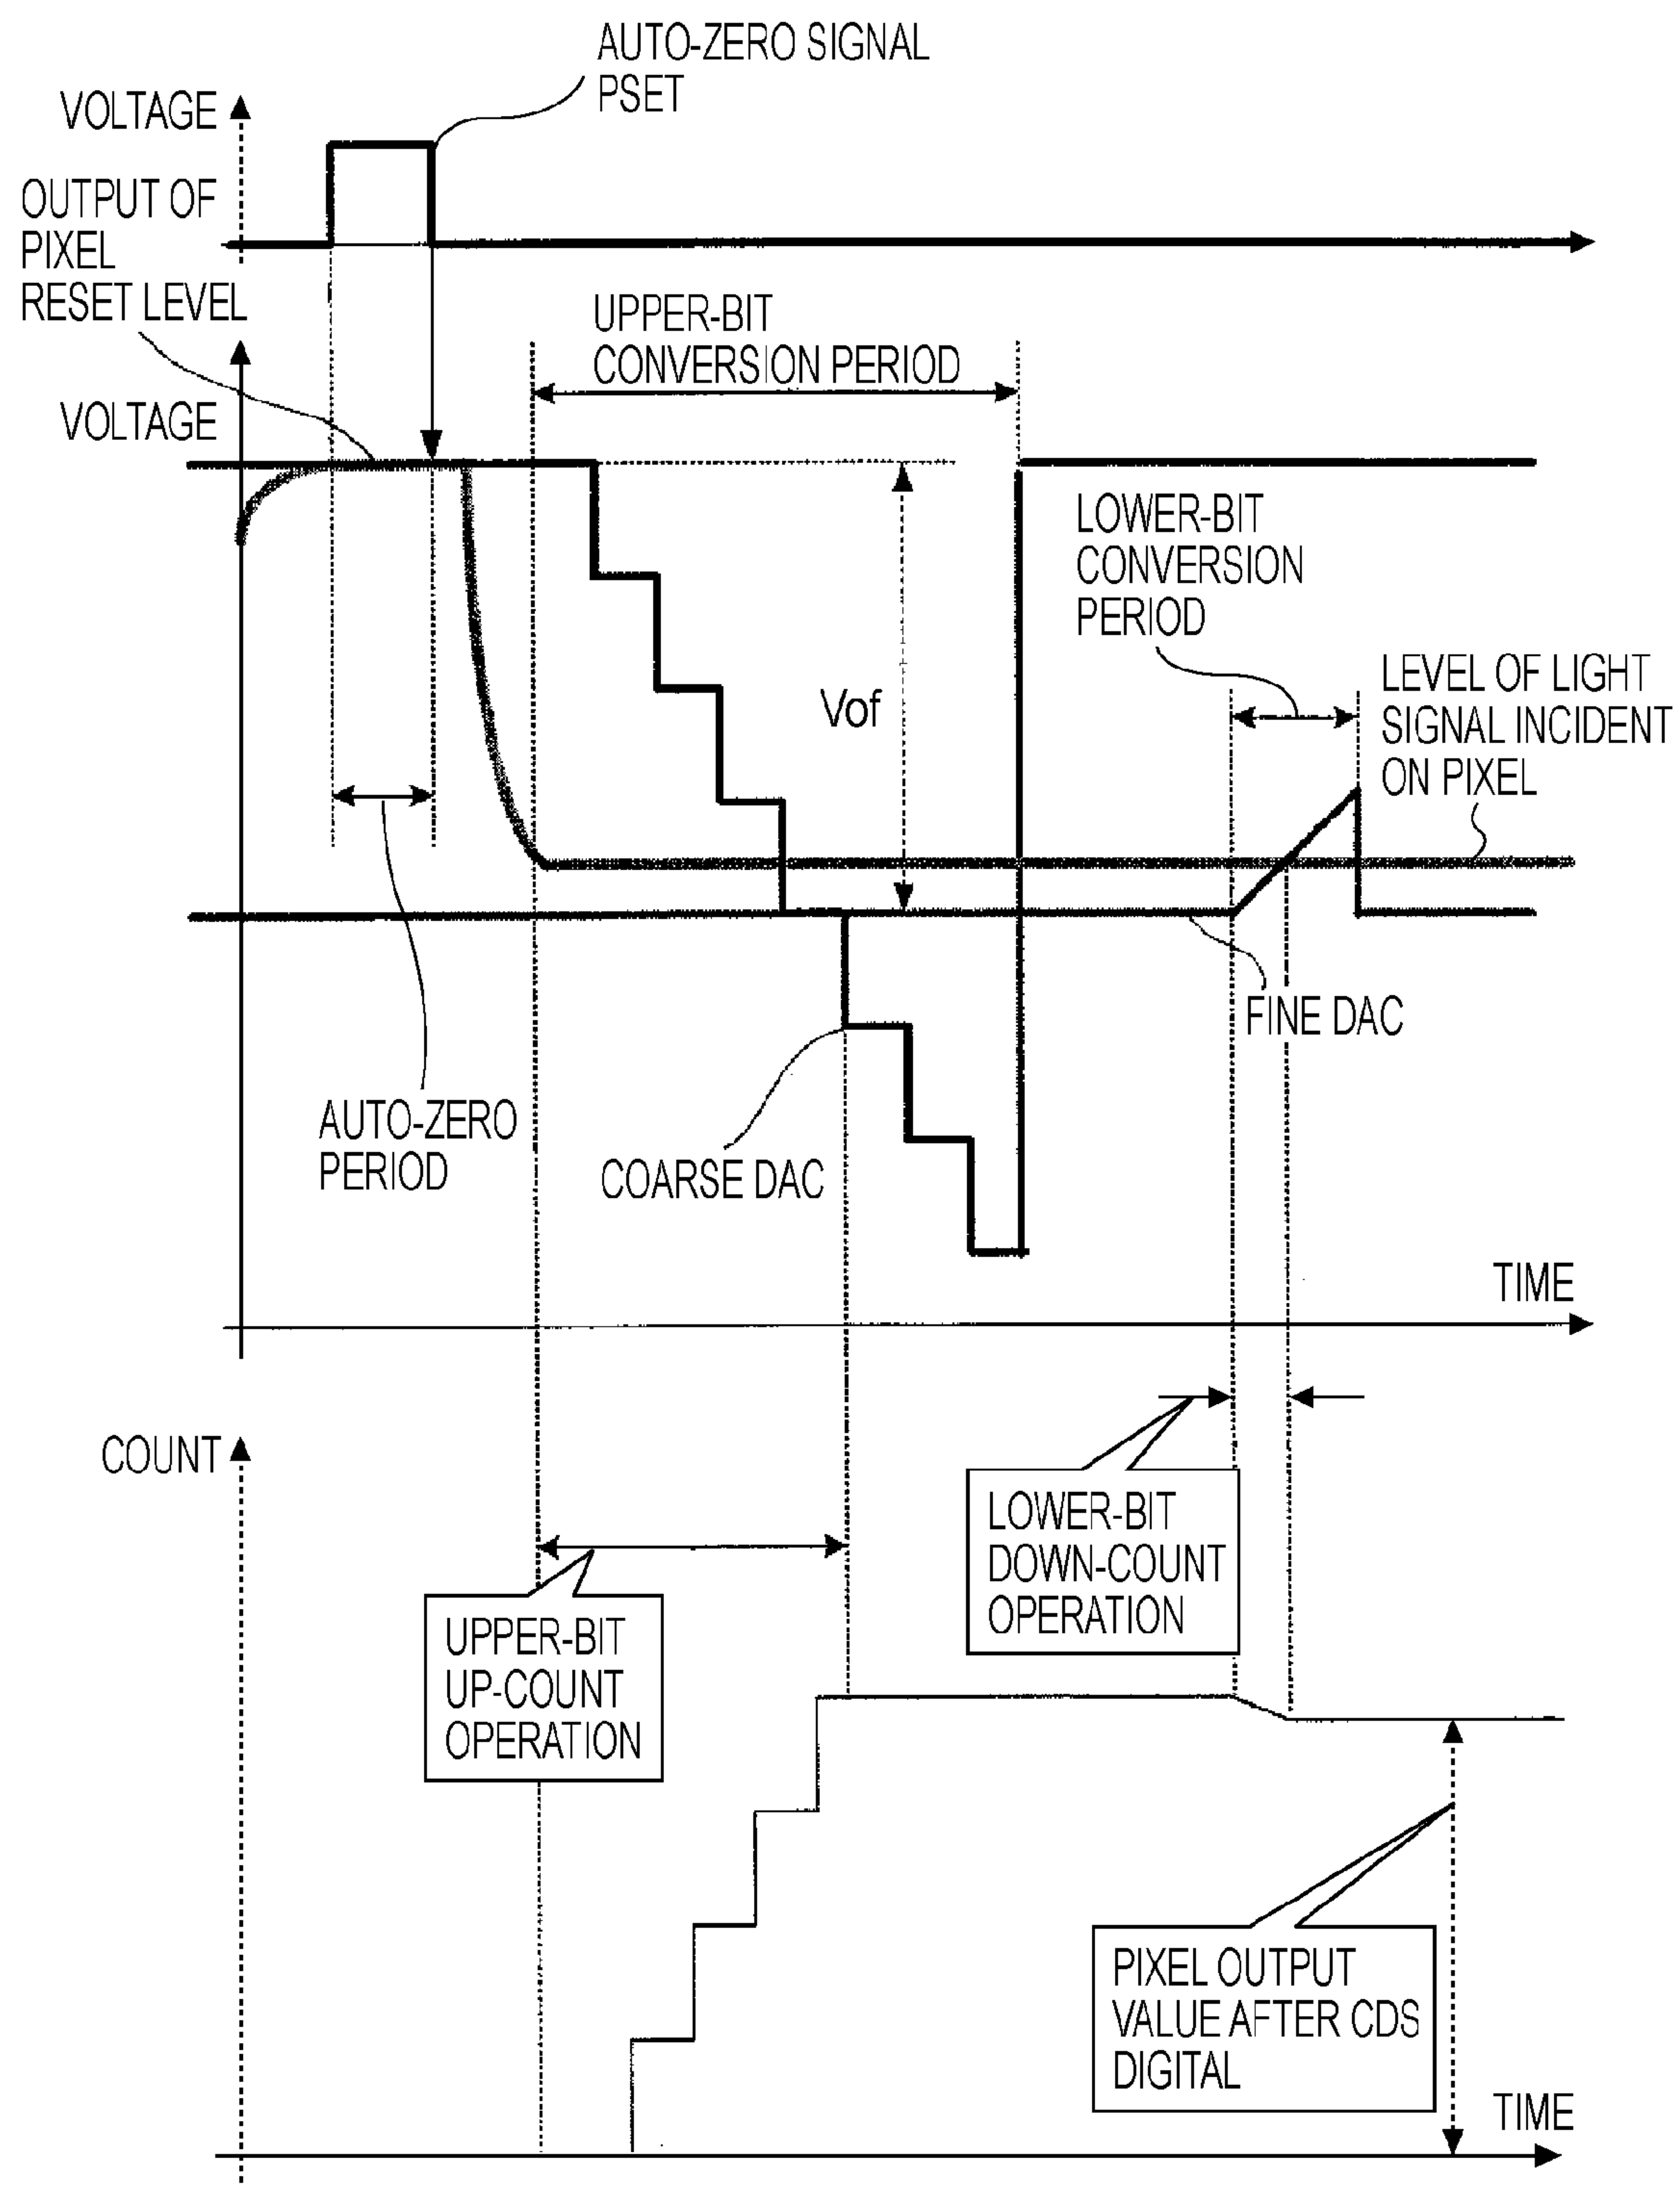 AUTO-ZERO SIGNAL
PSET
VOLTAGE
OUTPUT OF
PIXEL
RESET LEVEL
UPPER-BIT
CONVERSION PERIOD
VOLTAGE
LOWER-BIT
CONVERSION
PERIOD
LEVEL OF LIGHT
SIGNAL INCIDENT
ON PIXEL
Vof
FINE DAC
AUTO-ZERO
PERIOD
COARSE DAC
TIME
COUNT
LOWER-BIT
DOWN-COUNT
OPERATION
UPPER-BIT
UP-COUNT
OPERATION
PIXEL OUTPUT
VALUE AFTER CDS
DIGITAL
TIME